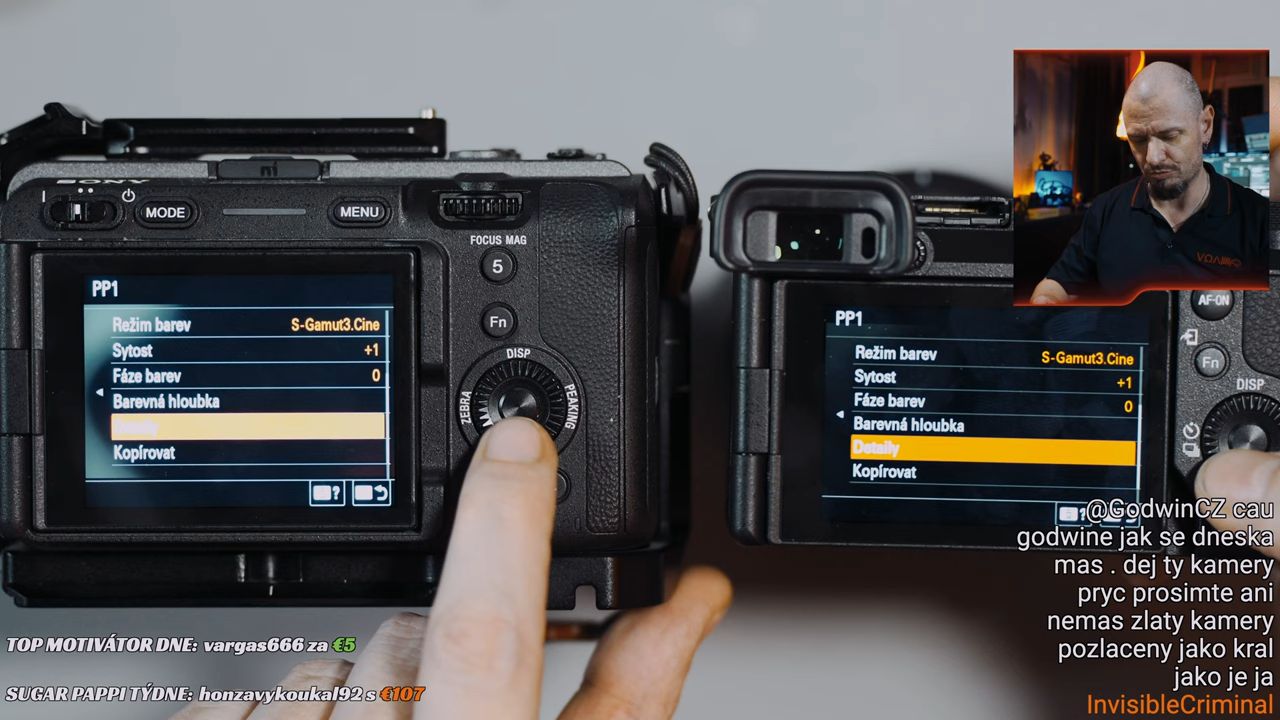 SONY
MODE
MENU
FOCUS MAG
5
Fn
DISP
ZEBRA
PEAKING
PP1
Režim barev S-Gamut3.Cine
Sytost +1
Fáze barev 0
Barevná hloubka
Detaily
Kopírovat
?
PP1
Režim barev S-Gamut3.Cine
Sytost +1
Fáze barev 0
Barevná hloubka
Detaily
Kopírovat
AF-ON
Fn
DISP
@GodwinCZ cau
godwine jak se dneska
mas . dej ty kamery
pryc prosimte ani
nemas zlaty kamery
pozlaceny jako kral
jako je ja
InvisibleCriminal
TOP MOTIVÁTOR DNE: vargas666 za €5
SUGAR PAPPI TÝDNE: honzavykoukal92 s €107